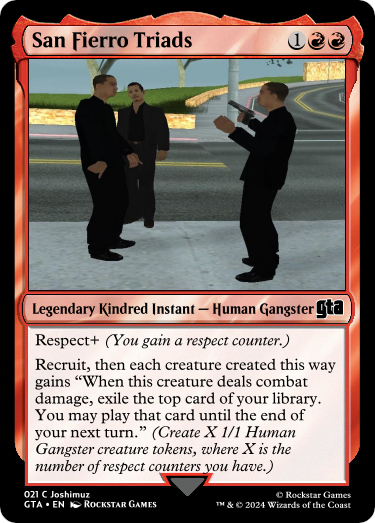 San Fierro Triads 1
Legendary Kindred Instant — Human Gangster gta
Respect+ (You gain a respect counter.)
Recruit, then each creature created this way
gains “When this creature deals combat
damage, exile the top card of your library.
You may play that card until the end of
your next turn.” (Create X 1/1 Human
Gangster creature tokens, where X is the
number of respect counters you have.)
021 C Joshimuz © Rockstar Games
GTA • EN Rockstar Games ™ & © 2024 Wizards of the Coast